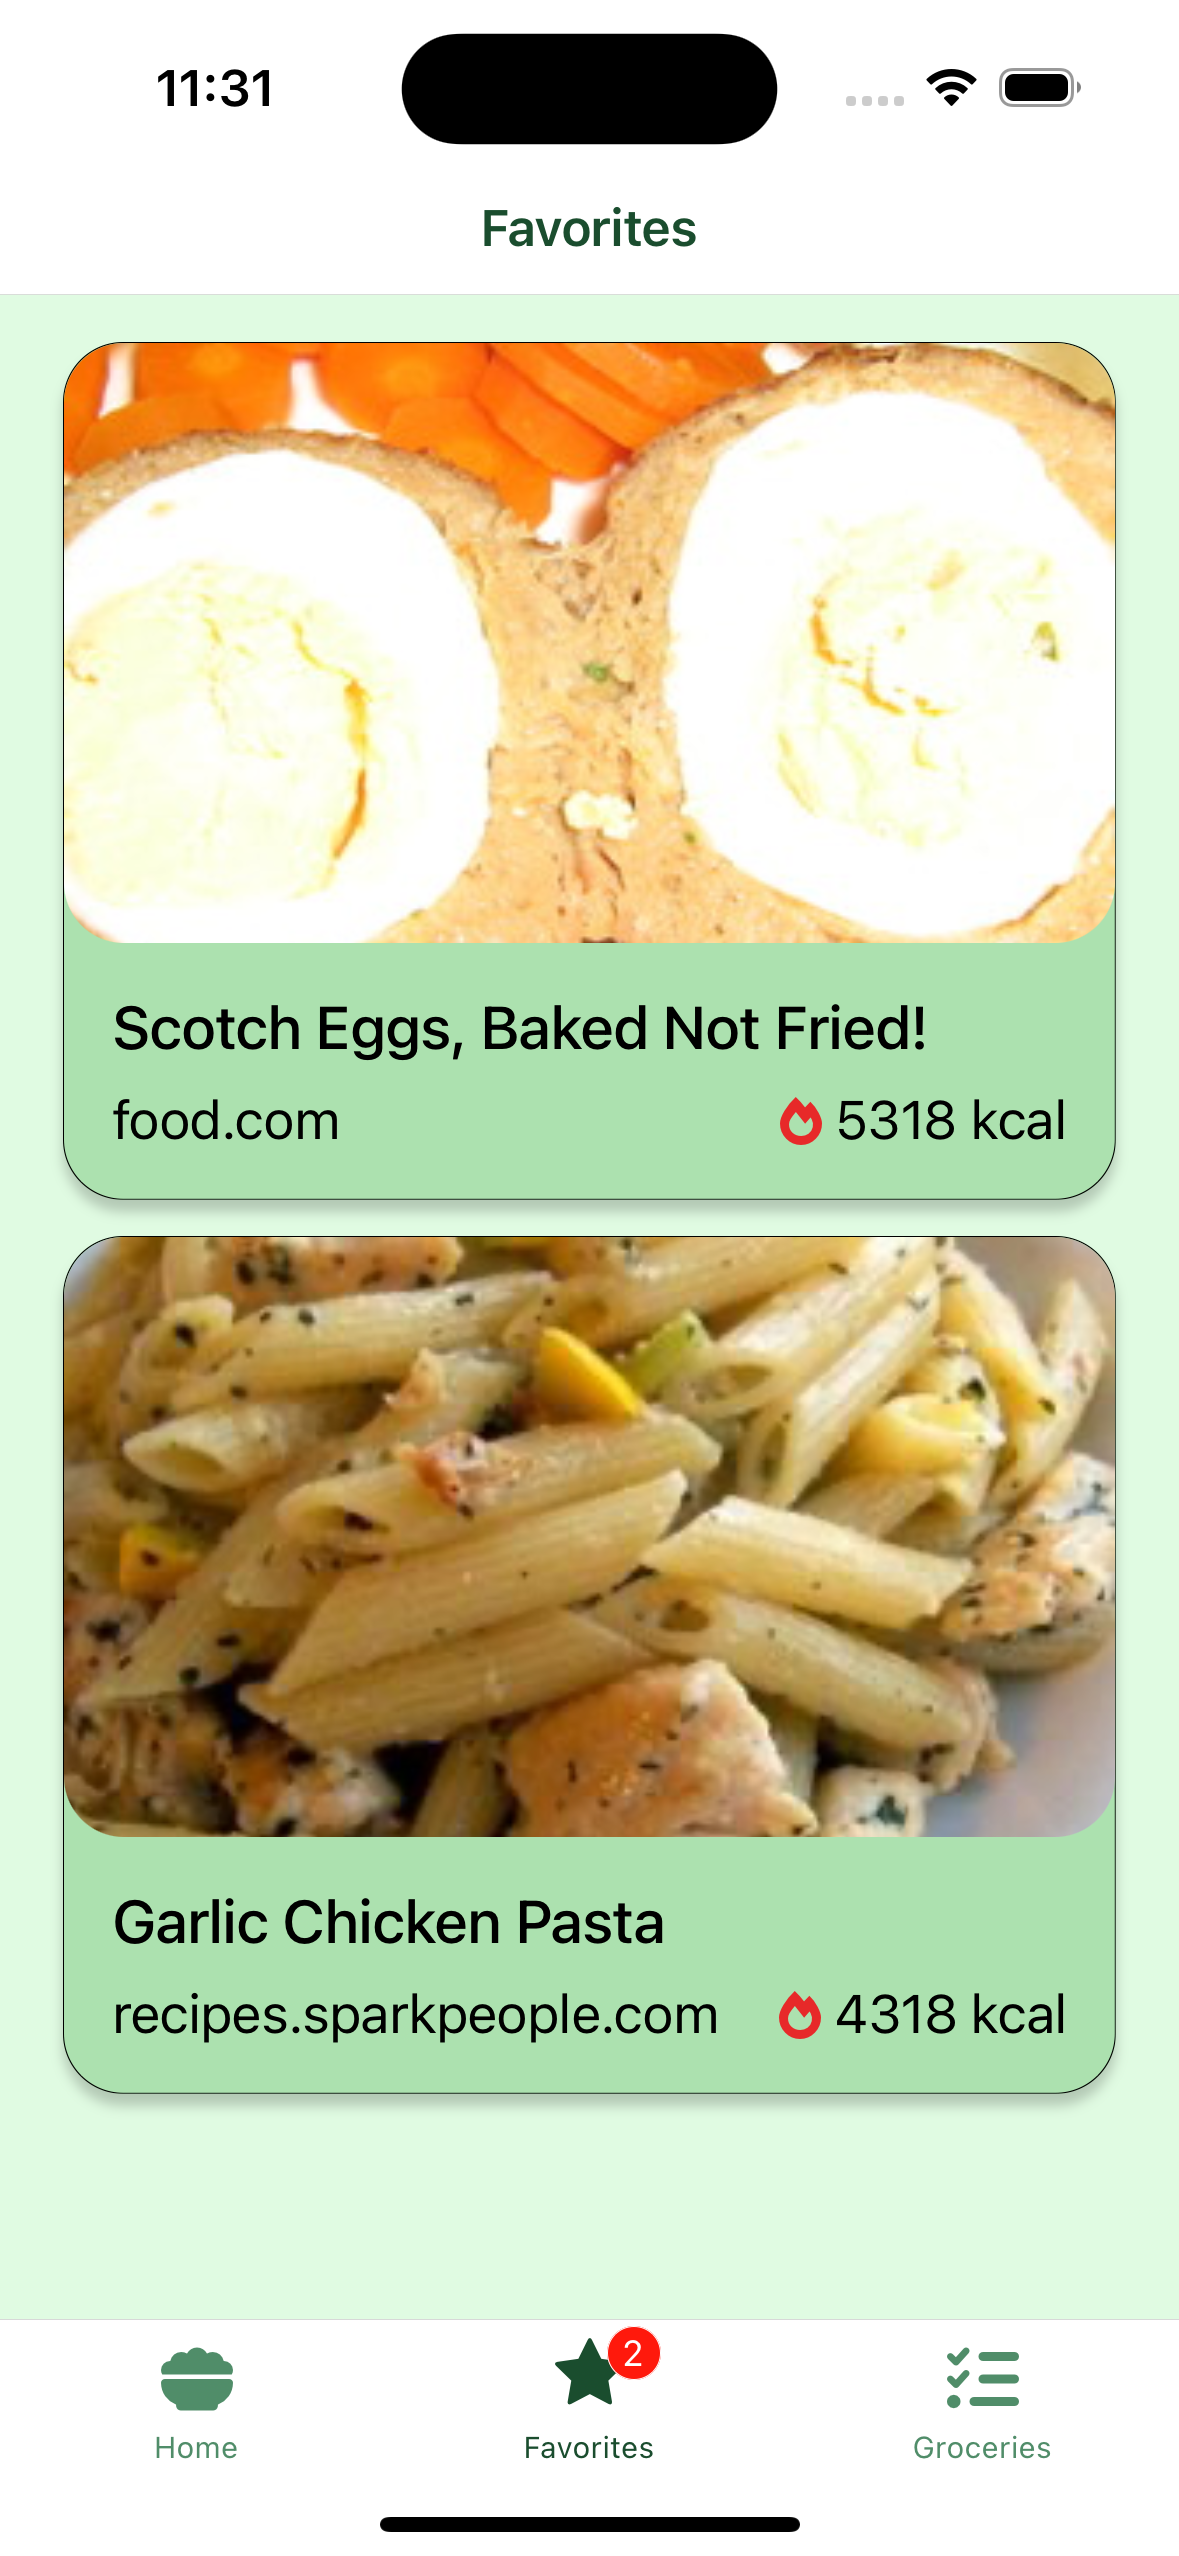 11:31
Favorites
Scotch Eggs, Baked Not Fried!
food.com 5318 kcal
Garlic Chicken Pasta
recipes.sparkpeople.com 4318 kcal
2
Home Favorites Groceries